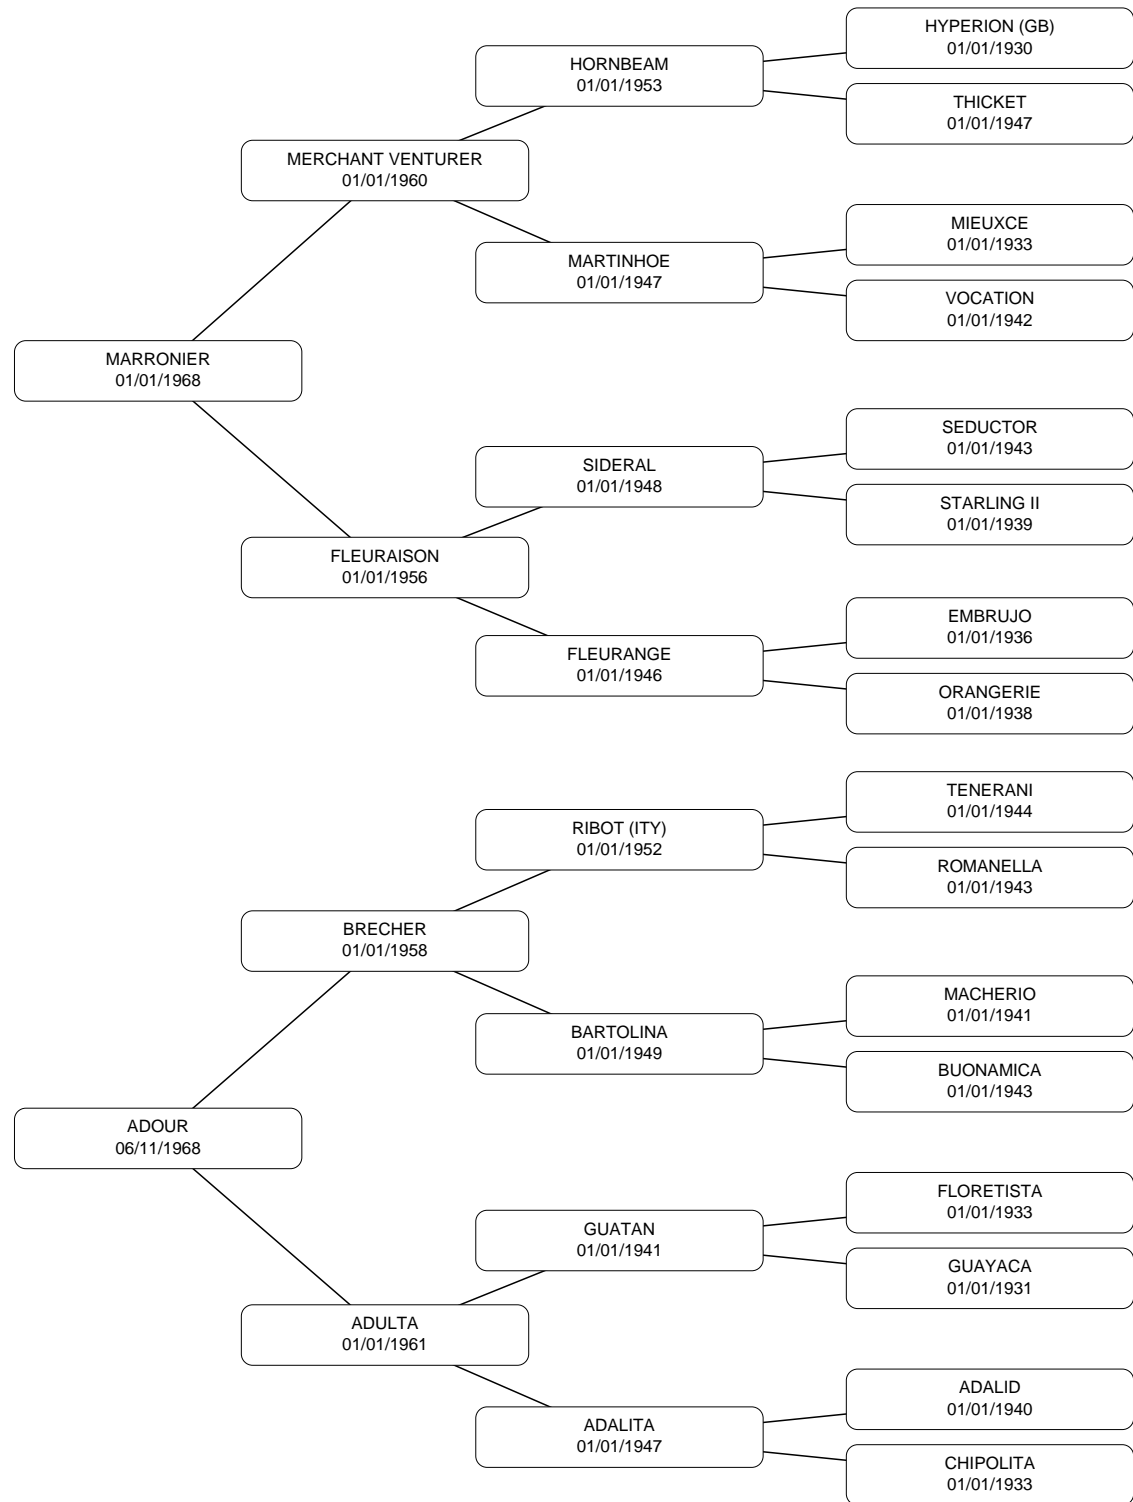 HYPERION (GB)
01/01/1930
HORNBEAM
01/01/1953
THICKET
01/01/1947
MERCHANT VENTURER
01/01/1960
MIEUXCE
01/01/1933
MARTINHOE
01/01/1947
VOCATION
01/01/1942
MARRONIER
01/01/1968
SEDUCTOR
01/01/1943
SIDERAL
01/01/1948
STARLING II
01/01/1939
FLEURAISON
01/01/1956
EMBRUJO
01/01/1936
FLEURANGE
01/01/1946
ORANGERIE
01/01/1938
TENERANI
01/01/1944
RIBOT (ITY)
01/01/1952
ROMANELLA
01/01/1943
BRECHER
01/01/1958
MACHERIO
01/01/1941
BARTOLINA
01/01/1949
BUONAMICA
01/01/1943
ADOUR
06/11/1968
FLORETISTA
01/01/1933
GUATAN
01/01/1941
GUAYACA
01/01/1931
ADULTA
01/01/1961
ADALID
01/01/1940
ADALITA
01/01/1947
CHIPOLITA
01/01/1933